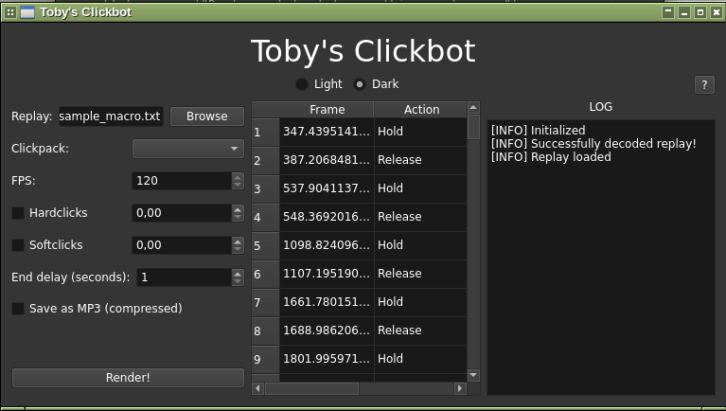 Toby's Clickbot
Toby's Clickbot
Light Dark ?
Replay: sample_macro.txt Browse
Clickpack:
FPS: 120
Hardclicks 0,00
Softclicks 0,00
End delay (seconds): 1
Save as MP3 (compressed)
Render!
Frame Action
1 347.4395141... Hold
2 387.2068481... Release
3 537.9041137... Hold
4 548.3692016... Release
5 1098.824096... Hold
6 1107.195190... Release
7 1661.780151... Hold
8 1688.986206... Release
9 1801.995971... Hold
LOG
[INFO] Initialized
[INFO] Successfully decoded replay!
[INFO] Replay loaded